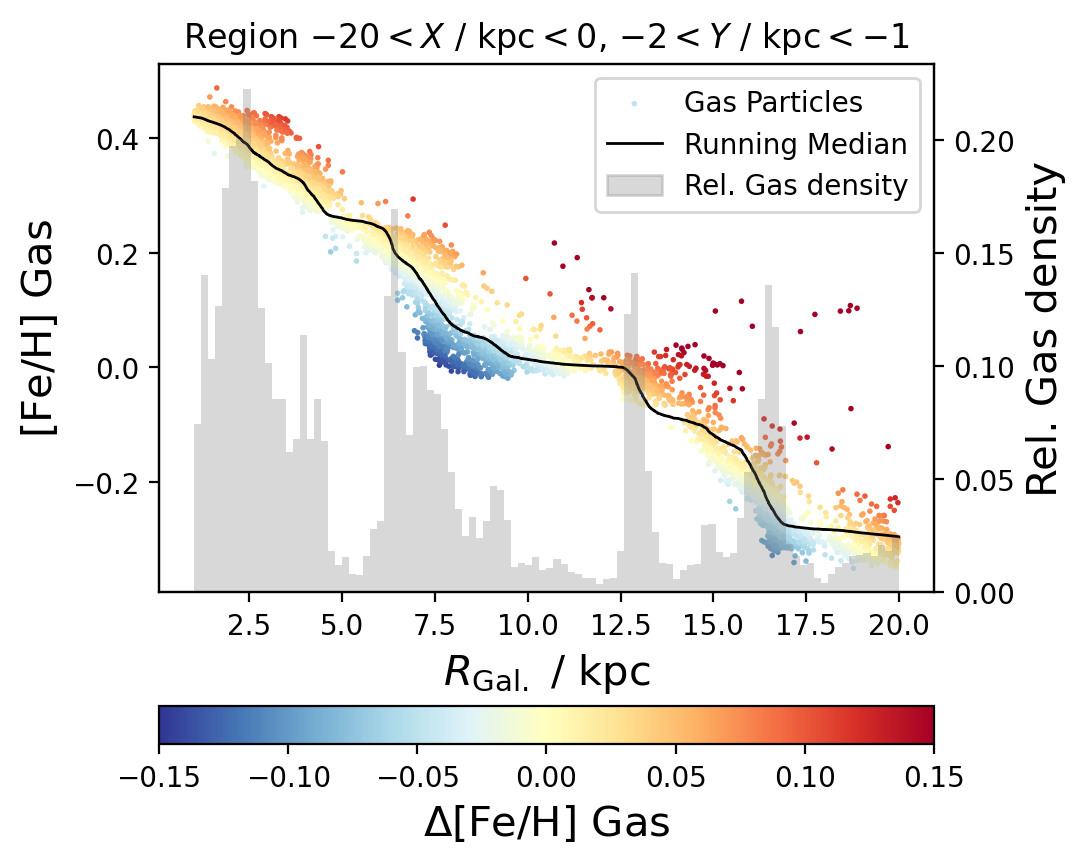 Region −20 < X / kpc < 0, −2 < Y / kpc < −1
Gas Particles
Running Median
Rel. Gas density
[Fe/H] Gas
0.4
0.2
0.0
−0.2
Rel. Gas density
0.20
0.15
0.10
0.05
0.00
2.5 5.0 7.5 10.0 12.5 15.0 17.5 20.0
R_Gal. / kpc
−0.15 −0.10 −0.05 0.00 0.05 0.10 0.15
Δ[Fe/H] Gas